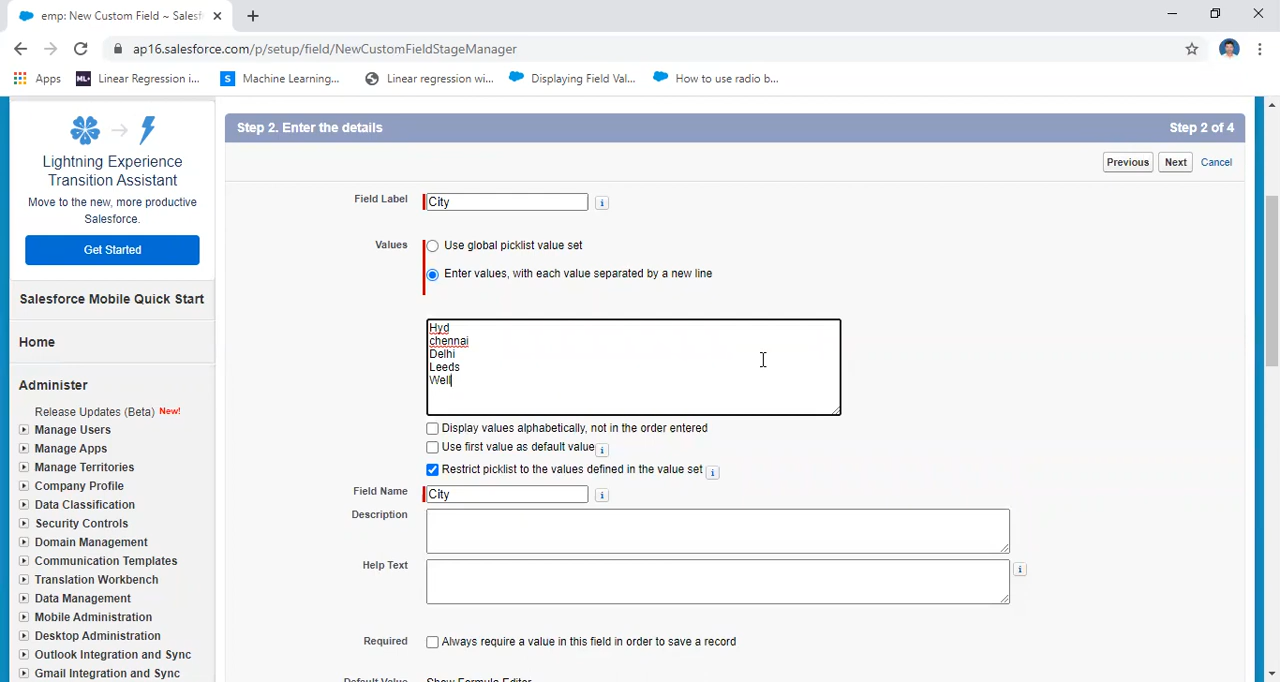 emp: New Custom Field ~ Salesf
ap16.salesforce.com/p/setup/field/NewCustomFieldStageManager
Apps
ML+
Linear Regression i...
S
Machine Learning...
Linear regression wi...
Displaying Field Val...
How to use radio b...
Lightning Experience
Transition Assistant
Move to the new, more productive
Salesforce.
Get Started
Salesforce Mobile Quick Start
Home
Administer
Release Updates (Beta) New!
Manage Users
Manage Apps
Manage Territories
Company Profile
Data Classification
Security Controls
Domain Management
Communication Templates
Translation Workbench
Data Management
Mobile Administration
Desktop Administration
Outlook Integration and Sync
Gmail Integration and Sync
Step 2. Enter the details
Step 2 of 4
Previous
Next
Cancel
Field Label
City
i
Values
Use global picklist value set
Enter values, with each value separated by a new line
Hyd
chennai
Delhi
Leeds
Well
Display values alphabetically, not in the order entered
Use first value as default value
i
Restrict picklist to the values defined in the value set
i
Field Name
City
i
Description
Help Text
i
Required
Always require a value in this field in order to save a record
Default Value
Show Formula Editor